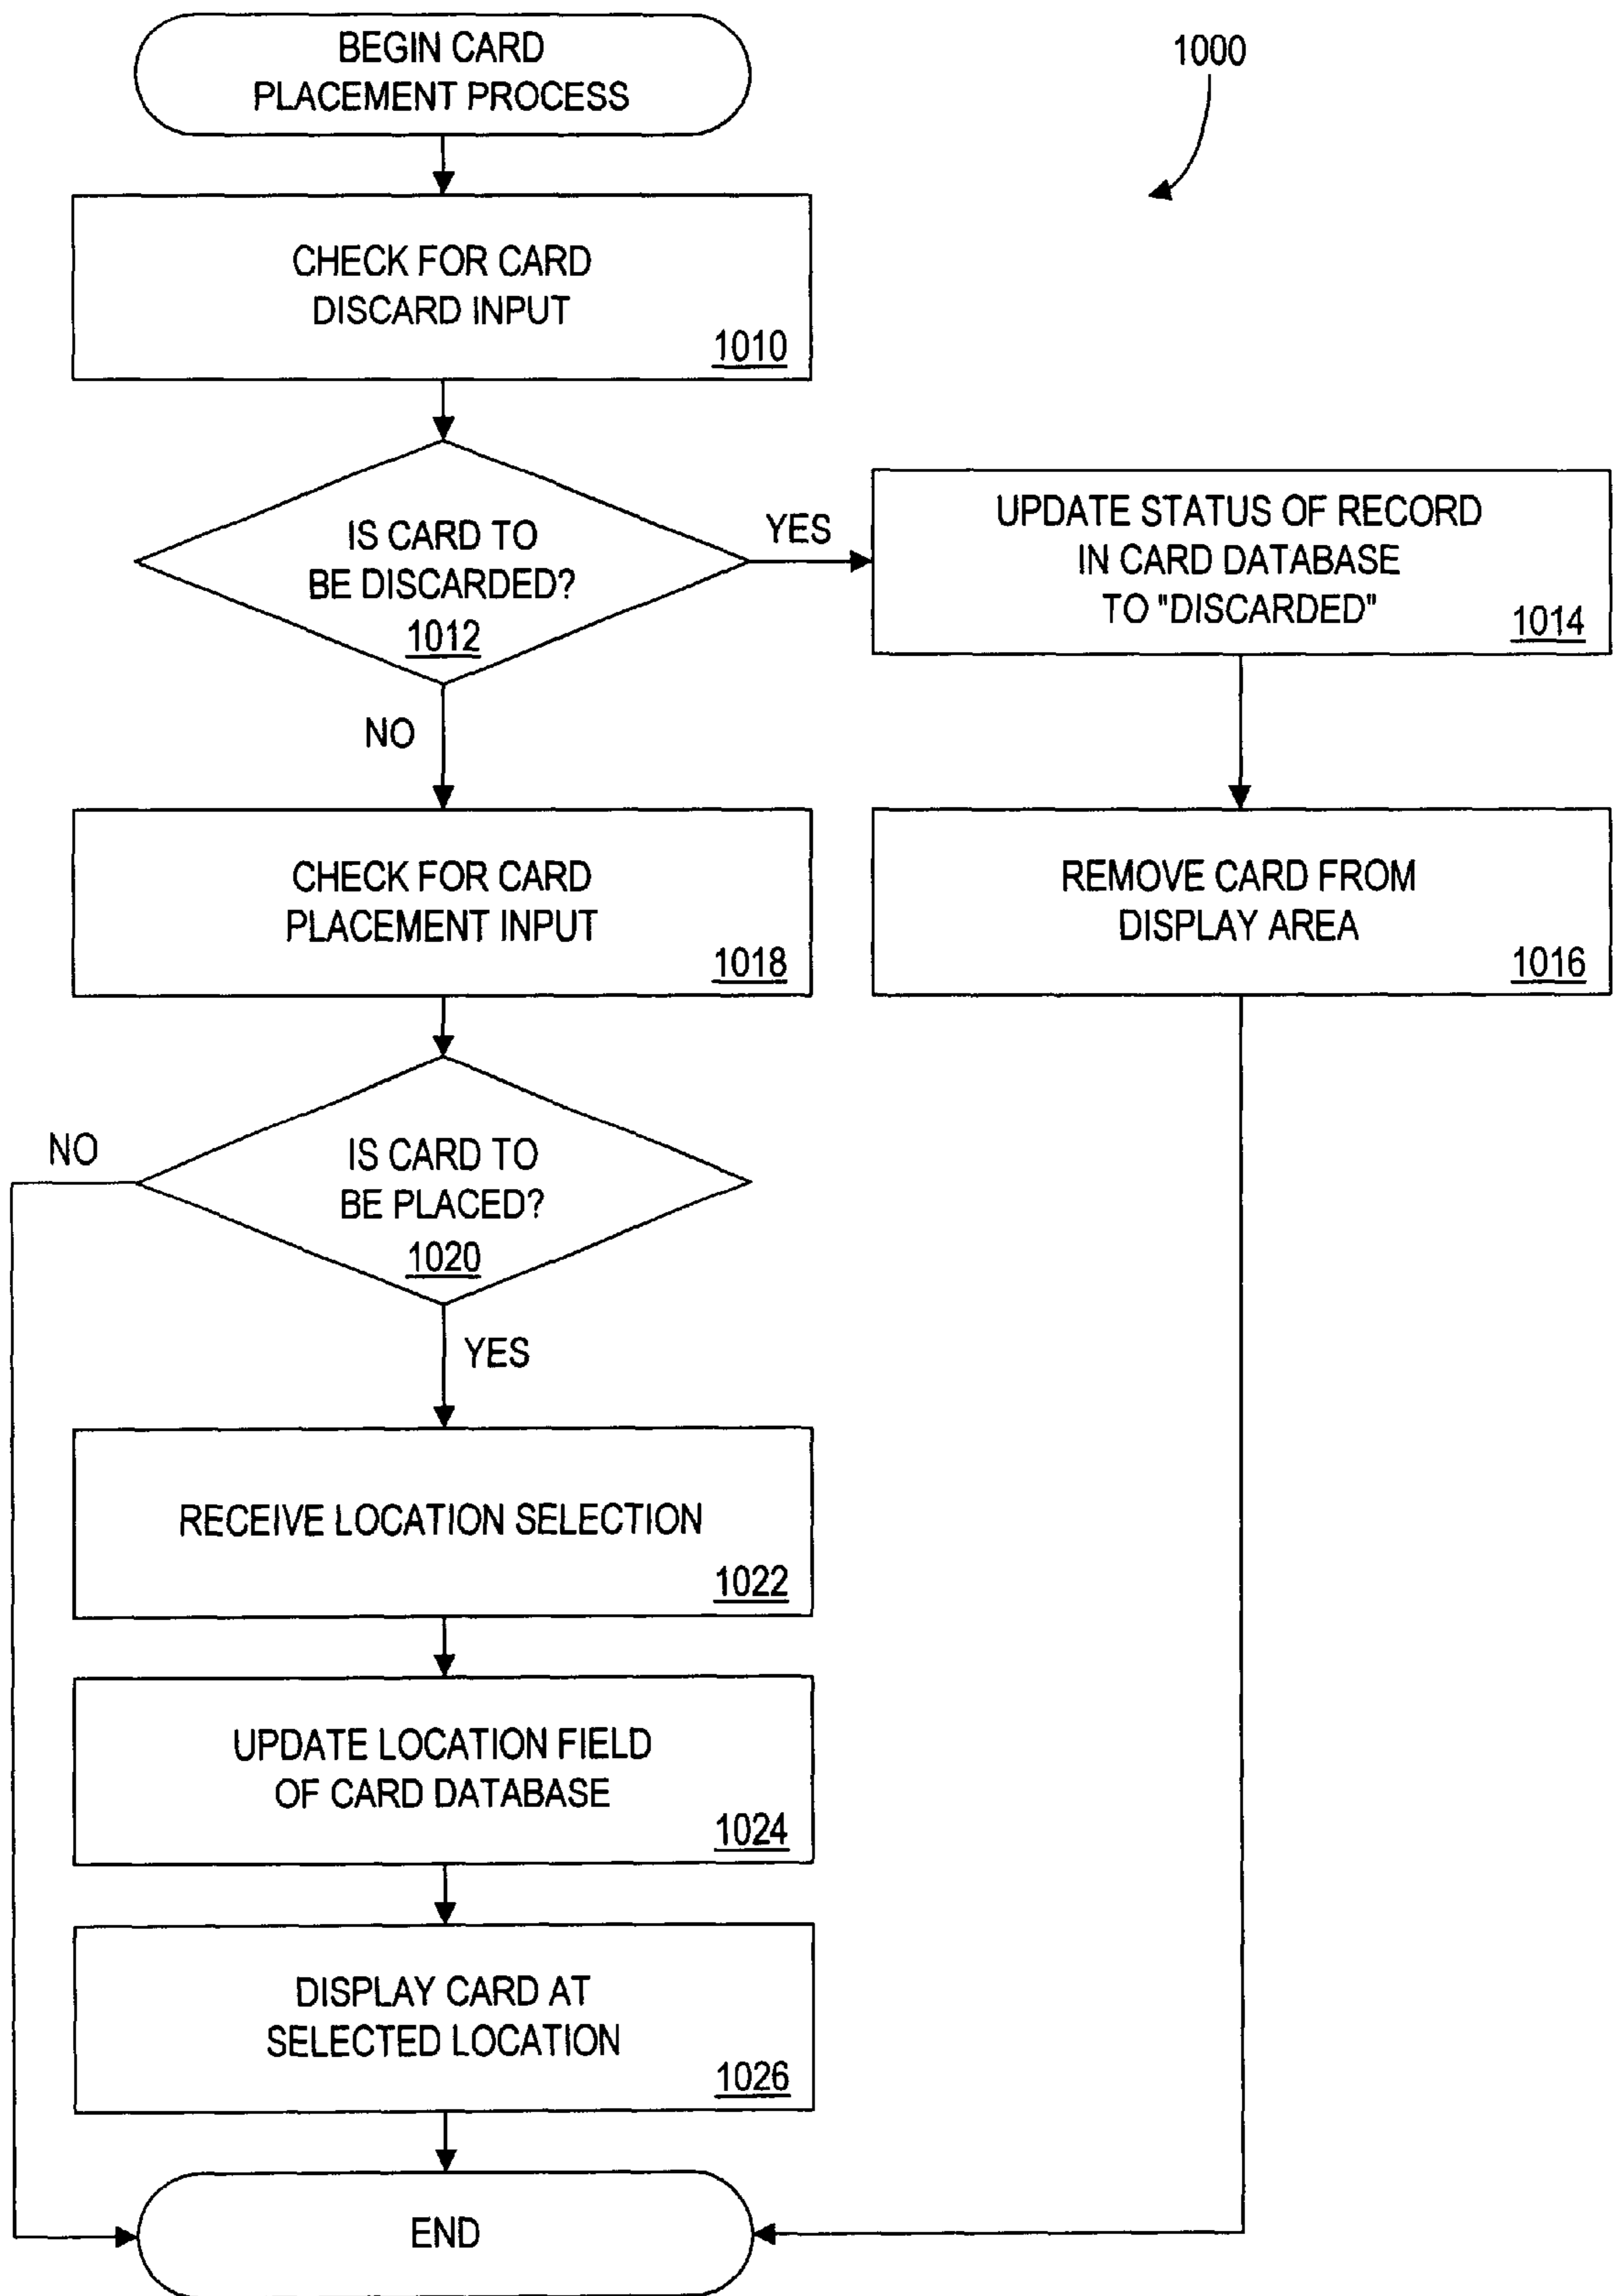 BEGIN CARD
PLACEMENT PROCESS
1000
CHECK FOR CARD
DISCARD INPUT
1010
IS CARD TO
BE DISCARDED?
1012
YES
UPDATE STATUS OF RECORD
IN CARD DATABASE
TO "DISCARDED"
1014
NO
CHECK FOR CARD
PLACEMENT INPUT
1018
REMOVE CARD FROM
DISPLAY AREA
1016
NO
IS CARD TO
BE PLACED?
1020
YES
RECEIVE LOCATION SELECTION
1022
UPDATE LOCATION FIELD
OF CARD DATABASE
1024
DISPLAY CARD AT
SELECTED LOCATION
1026
END